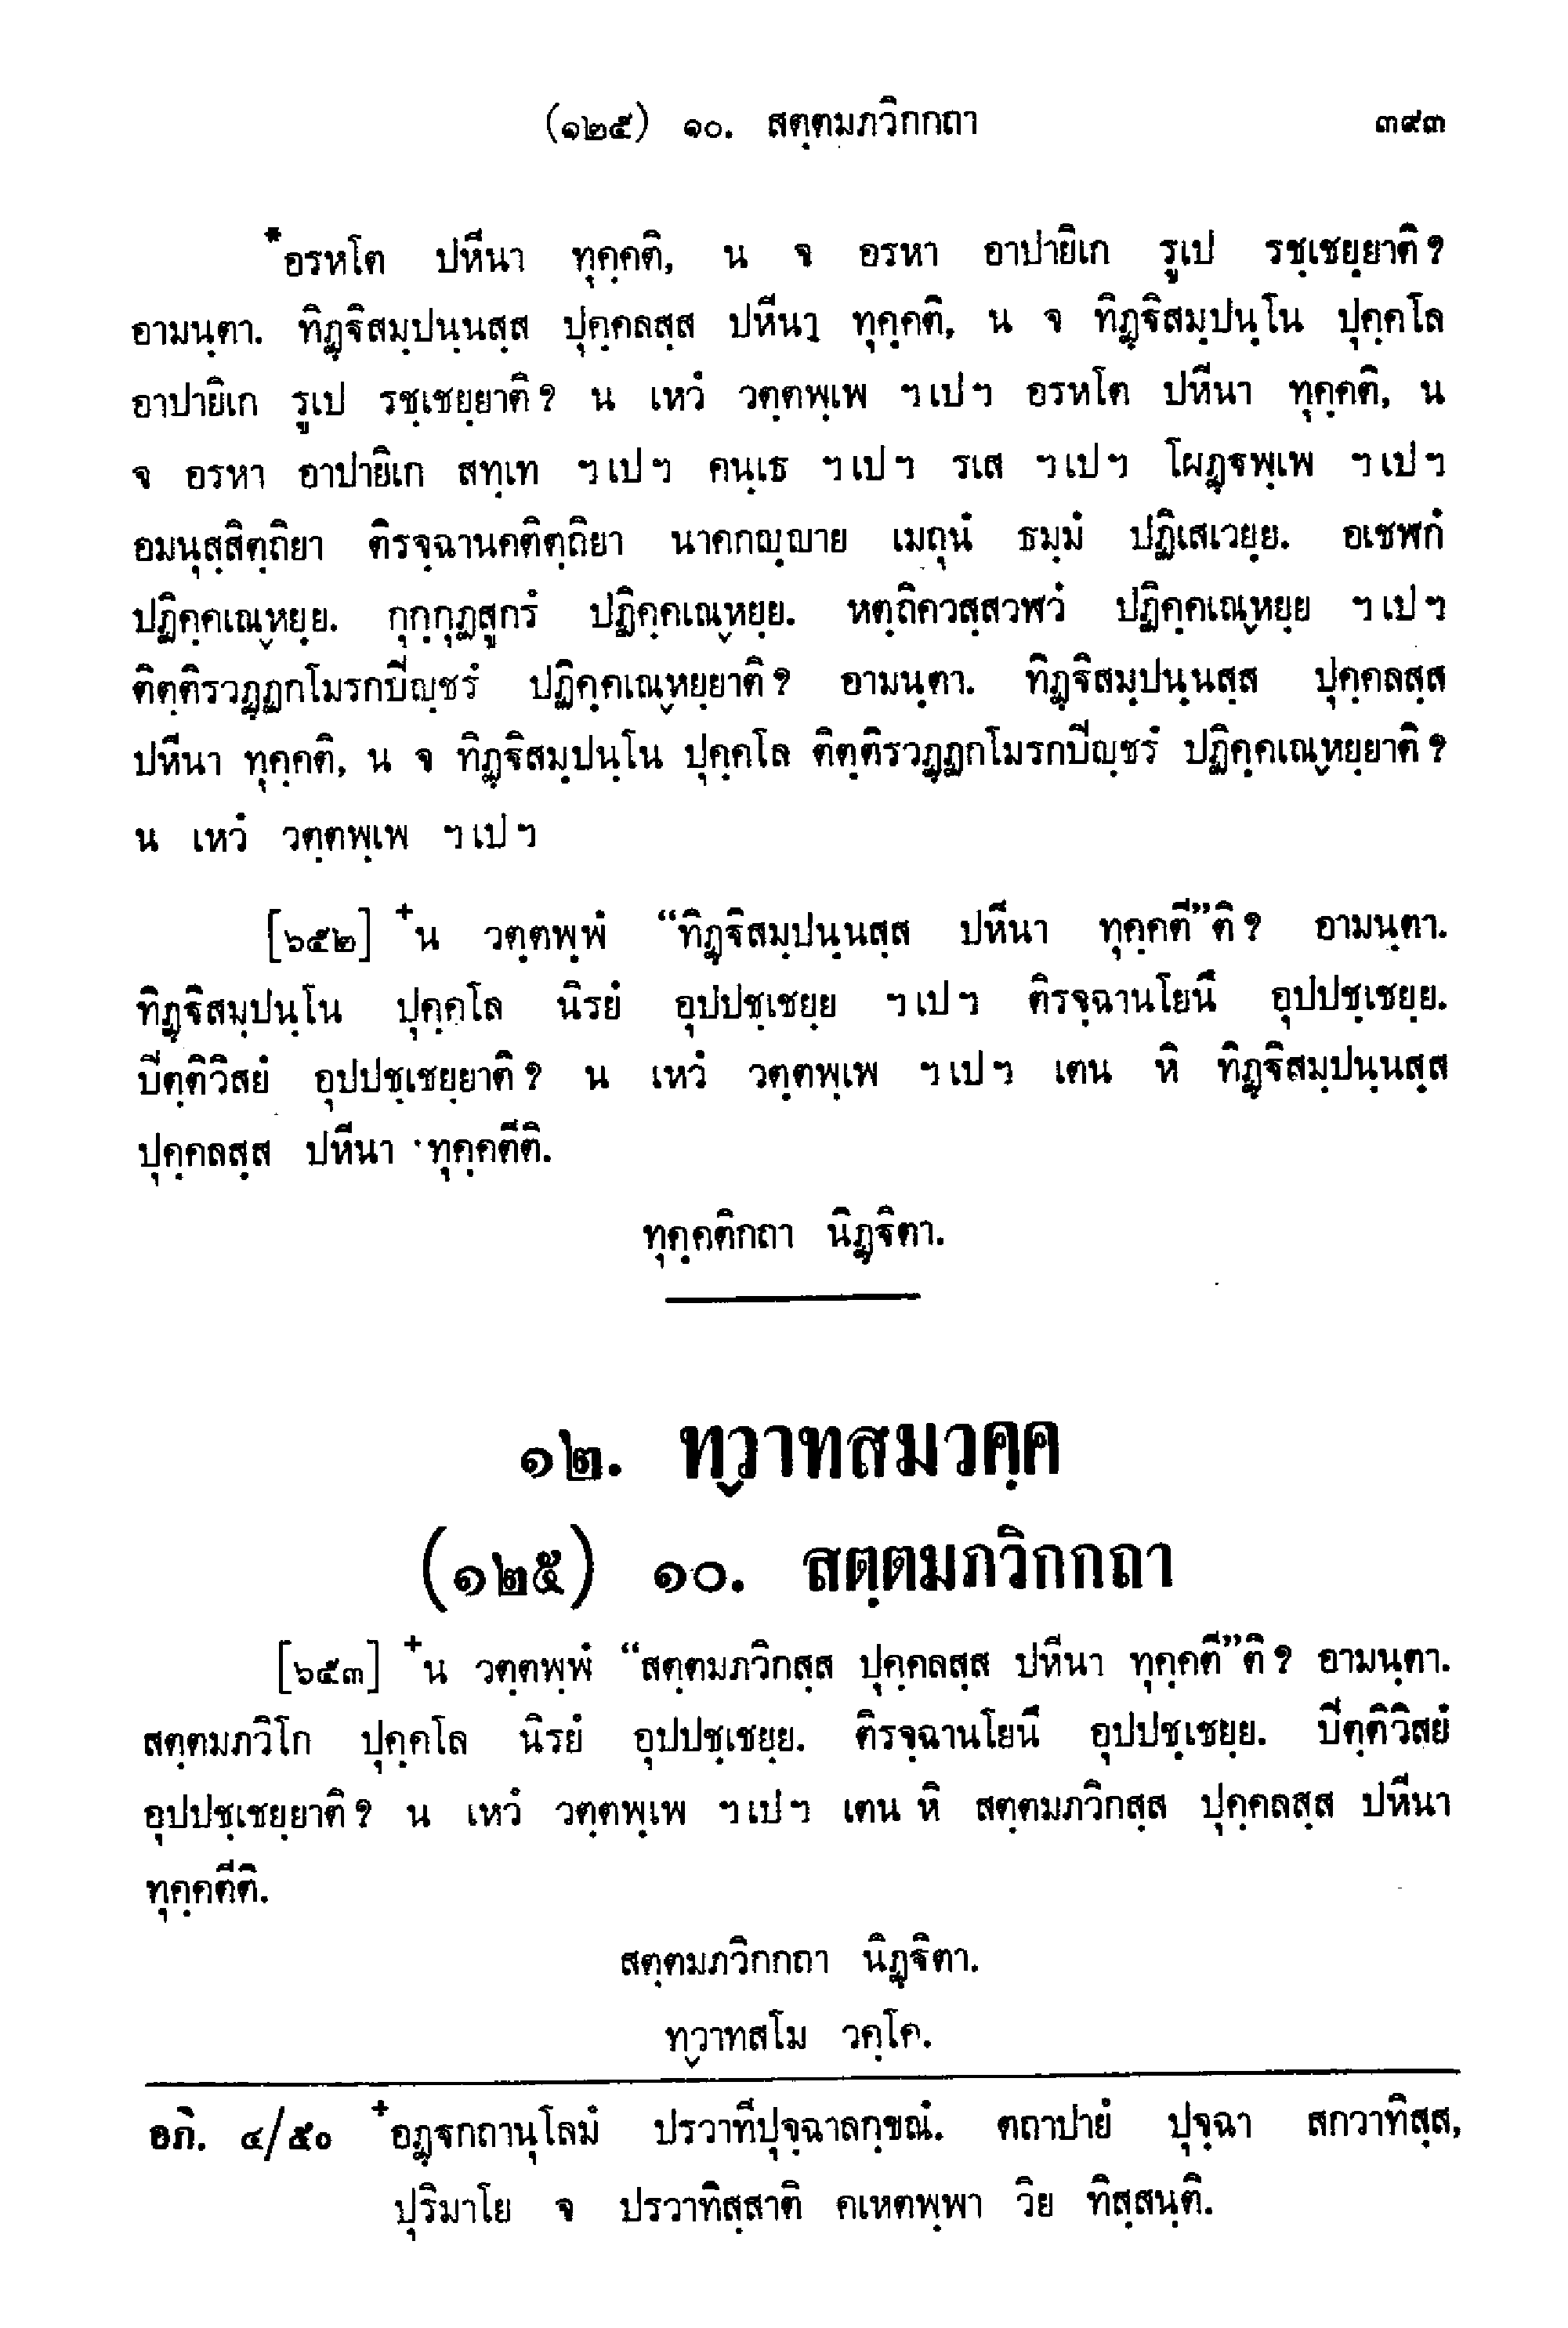 (๑๒๕) ๑๐. สตฺตมภวิกกถา ๓๙๓
*อรหโต ปหีนา ทุคฺคติ, น จ อรหา อาปายิเก รูเป รชฺเชยฺยาติ ?
อามนฺตา. ทิฏฺฐิสมฺปนฺนสฺส ปุคฺคลสฺส ปหีนา ทุคฺคติ, น จ ทิฏฺฐิสมฺปนฺโน ปุคฺคโล
อาปายิเก รูเป รชฺเชยฺยาติ ? น เหวํ วตฺตพฺเพ ฯเปฯ อรหโต ปหีนา ทุคฺคติ, น
จ อรหา อาปายิเก สทฺเท ฯเปฯ คนฺเธ ฯเปฯ รเส ฯเปฯ โผฏฺฐพฺเพ ฯเปฯ
อมนุสฺสิตฺถิยา ติรจฺฉานคติตฺถิยา นาคกญฺญาย เมถุนํ ธมฺมํ ปฏิเสเวยฺย. อเชฬกํ
ปฏิคฺคเณฺหยฺย. กุกฺกุฏสูกรํ ปฏิคฺคเณฺหยฺย. หตฺถิควสฺสวฬวํ ปฏิคฺคเณฺหยฺย ฯเปฯ
ติตฺติรวฏฺฏกโมรกปิญฺชรํ ปฏิคฺคเณฺหยฺยาติ ? อามนฺตา. ทิฏฺฐิสมฺปนฺนสฺส ปุคฺคลสฺส
ปหีนา ทุคฺคติ, น จ ทิฏฺฐิสมฺปนฺโน ปุคฺคโล ติตฺติรวฏฺฏกโมรกปิญฺชรํ ปฏิคฺคเณฺหยฺยาติ ?
น เหวํ วตฺตพฺเพ ฯเปฯ
[๖๕๒] +น วตฺตพฺพํ “ทิฏฺฐิสมฺปนฺนสฺส ปหีนา ทุคฺคตี”ติ ? อามนฺตา.
ทิฏฺฐิสมฺปนฺโน ปุคฺคโล นิรยํ อุปปชฺเชยฺย ฯเปฯ ติรจฺฉานโยนึ อุปปชฺเชยฺย.
ปิตฺติวิสยํ อุปปชฺเชยฺยาติ ? น เหวํ วตฺตพฺเพ ฯเปฯ เตน หิ ทิฏฺฐิสมฺปนฺนสฺส
ปุคฺคลสฺส ปหีนา ทุคฺคตีติ.
ทุคฺคติกถา นิฏฺฐิตา.
๑๒. ทฺวาทสมวคฺค
(๑๒๕) ๑๐. สตฺตมภวิกกถา
[๖๕๓] +น วตฺตพฺพํ “สตฺตมภวิกสฺส ปุคฺคลสฺส ปหีนา ทุคฺคตี”ติ ? อามนฺตา.
สตฺตมภวิโก ปุคฺคโล นิรยํ อุปปชฺเชยฺย. ติรจฺฉานโยนึ อุปปชฺเชยฺย. ปิตฺติวิสยํ
อุปปชฺเชยฺยาติ ? น เหวํ วตฺตพฺเพ ฯเปฯ เตน หิ สตฺตมภวิกสฺส ปุคฺคลสฺส ปหีนา
ทุคฺคตีติ.
สตฺตมภวิกกถา นิฏฺฐิตา.
ทฺวาทสโม วคฺโค.
อภิ. ๔/๕๐ +อฏฺฐกถานุโลมํ ปรวาทีปุจฺฉาลกฺขณํ. ตถาปายํ ปุจฺฉา สกวาทิสฺส,
ปุริมาโย จ ปรวาทิสฺสาติ คเหตพฺพา วิย ทิสฺสนฺติ.